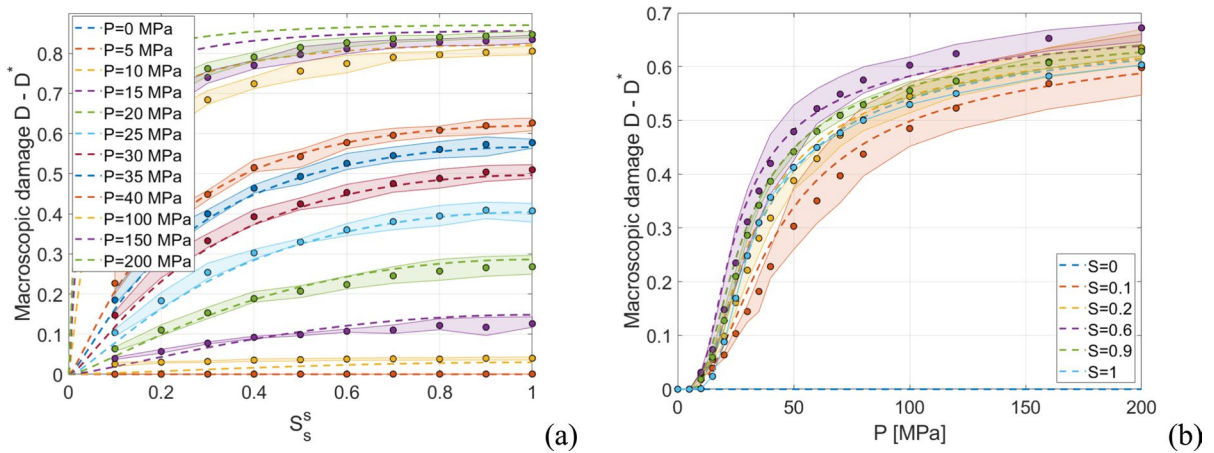 Macroscopic damage D - D*
0.8
0.7
0.6
0.5
0.4
0.3
0.2
0.1
0
P=0 MPa
P=5 MPa
P=10 MPa
P=15 MPa
P=20 MPa
P=25 MPa
P=30 MPa
P=35 MPa
P=40 MPa
P=100 MPa
P=150 MPa
P=200 MPa
0 0.2 0.4 0.6 0.8 1
S_s^s
(a)
Macroscopic damage D - D*
0.7
0.6
0.5
0.4
0.3
0.2
0.1
0
S=0
S=0.1
S=0.2
S=0.6
S=0.9
S=1
0 50 100 150 200
P [MPa]
(b)